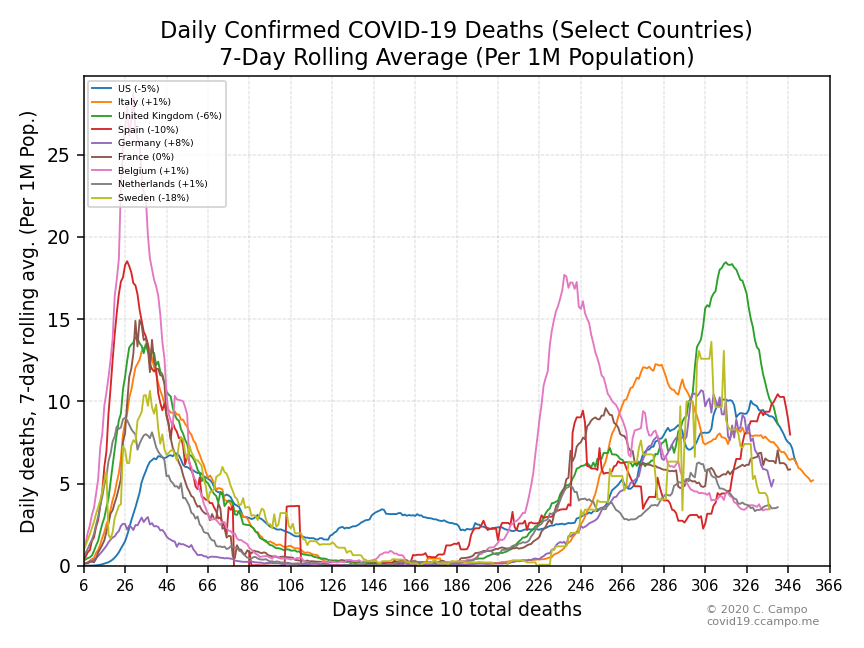 Daily Confirmed COVID-19 Deaths (Select Countries)
7-Day Rolling Average (Per 1M Population)
Daily deaths, 7-day rolling avg. (Per 1M Pop.)
US (-5%)
Italy (+1%)
United Kingdom (-6%)
Spain (-10%)
Germany (+8%)
France (0%)
Belgium (+1%)
Netherlands (+1%)
Sweden (-18%)
25
20
15
10
5
0
6 26 46 66 86 106 126 146 166 186 206 226 246 266 286 306 326 346 366
Days since 10 total deaths
© 2020 C. Campo
covid19.ccampo.me